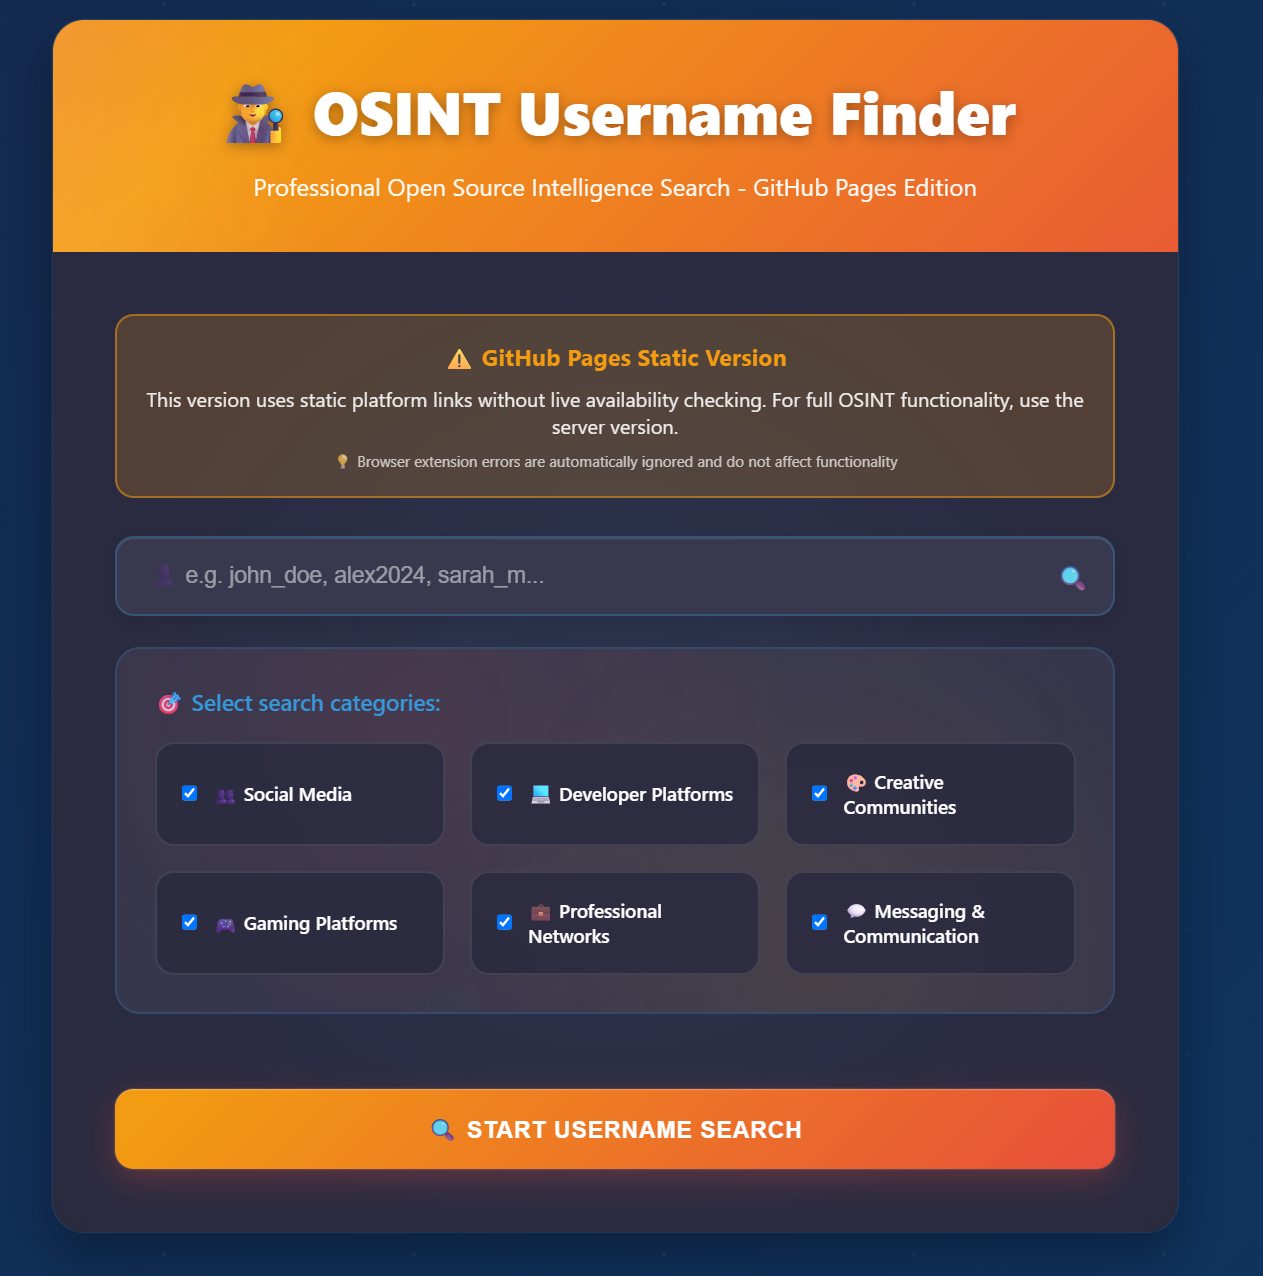 OSINT Username Finder
Professional Open Source Intelligence Search - GitHub Pages Edition
GitHub Pages Static Version
This version uses static platform links without live availability checking. For full OSINT functionality, use the
server version.
Browser extension errors are automatically ignored and do not affect functionality
e.g. john_doe, alex2024, sarah_m...
Select search categories:
Social Media
Developer Platforms
Creative
Communities
Gaming Platforms
Professional
Networks
Messaging &
Communication
START USERNAME SEARCH